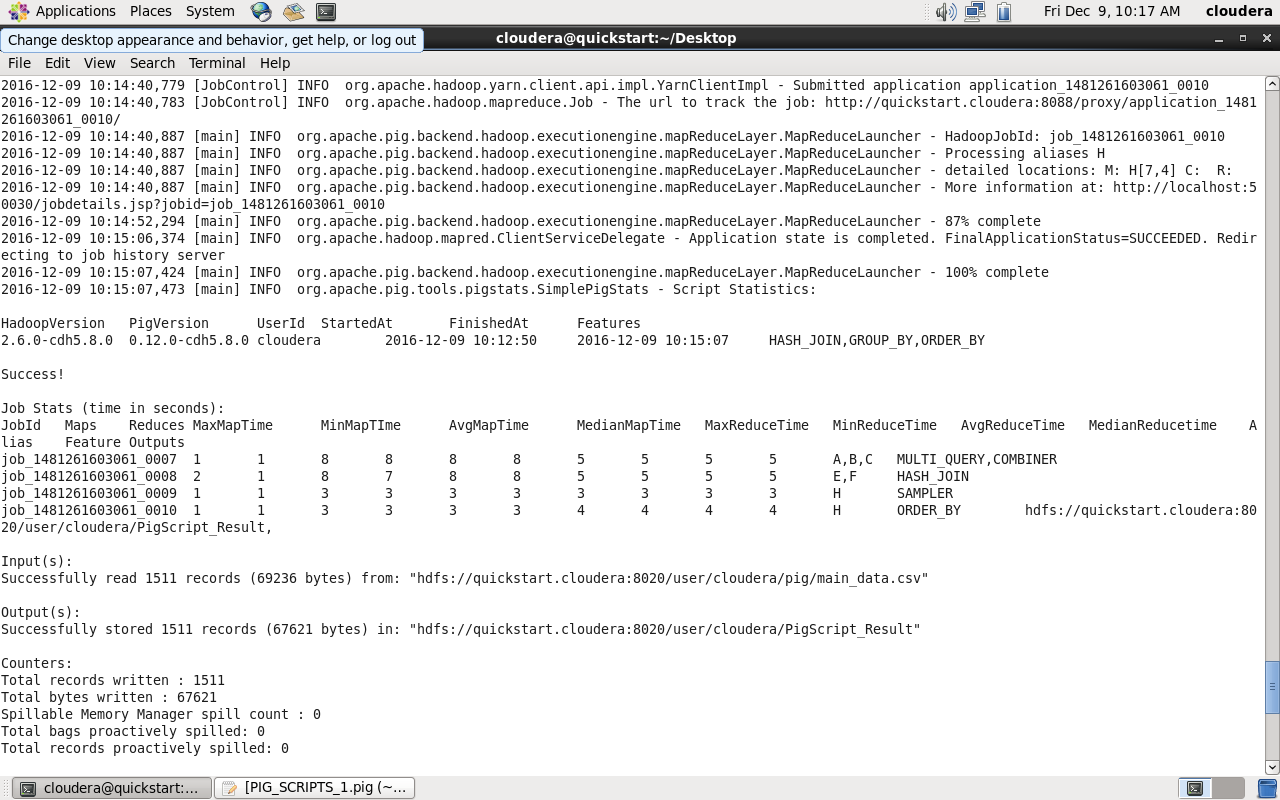 Applications Places System Fri Dec 9, 10:17 AM cloudera
Change desktop appearance and behavior, get help, or log out cloudera@quickstart:~/Desktop
File Edit View Search Terminal Help
2016-12-09 10:14:40,779 [JobControl] INFO org.apache.hadoop.yarn.client.api.impl.YarnClientImpl - Submitted application application_1481261603061_0010
2016-12-09 10:14:40,783 [JobControl] INFO org.apache.hadoop.mapreduce.Job - The url to track the job: http://quickstart.cloudera:8088/proxy/application_1481
261603061_0010/
2016-12-09 10:14:40,887 [main] INFO org.apache.pig.backend.hadoop.executionengine.mapReduceLayer.MapReduceLauncher - HadoopJobId: job_1481261603061_0010
2016-12-09 10:14:40,887 [main] INFO org.apache.pig.backend.hadoop.executionengine.mapReduceLayer.MapReduceLauncher - Processing aliases H
2016-12-09 10:14:40,887 [main] INFO org.apache.pig.backend.hadoop.executionengine.mapReduceLayer.MapReduceLauncher - detailed locations: M: H[7,4] C: R:
2016-12-09 10:14:40,887 [main] INFO org.apache.pig.backend.hadoop.executionengine.mapReduceLayer.MapReduceLauncher - More information at: http://localhost:5
0030/jobdetails.jsp?jobid=job_1481261603061_0010
2016-12-09 10:14:52,294 [main] INFO org.apache.pig.backend.hadoop.executionengine.mapReduceLayer.MapReduceLauncher - 87% complete
2016-12-09 10:15:06,374 [main] INFO org.apache.hadoop.mapred.ClientServiceDelegate - Application state is completed. FinalApplicationStatus=SUCCEEDED. Redir
ecting to job history server
2016-12-09 10:15:07,424 [main] INFO org.apache.pig.backend.hadoop.executionengine.mapReduceLayer.MapReduceLauncher - 100% complete
2016-12-09 10:15:07,473 [main] INFO org.apache.pig.tools.pigstats.SimplePigStats - Script Statistics:
HadoopVersion PigVersion UserId StartedAt FinishedAt Features
2.6.0-cdh5.8.0 0.12.0-cdh5.8.0 cloudera 2016-12-09 10:12:50 2016-12-09 10:15:07 HASH_JOIN,GROUP_BY,ORDER_BY
Success!
Job Stats (time in seconds):
JobId Maps Reduces MaxMapTime MinMapTIme AvgMapTime MedianMapTime MaxReduceTime MinReduceTime AvgReduceTime MedianReducetime A
lias Feature Outputs
job_1481261603061_0007 1 1 8 8 8 8 5 5 5 5 A,B,C MULTI_QUERY,COMBINER
job_1481261603061_0008 2 1 8 7 8 8 5 5 5 5 E,F HASH_JOIN
job_1481261603061_0009 1 1 3 3 3 3 3 3 3 3 H SAMPLER
job_1481261603061_0010 1 1 3 3 3 3 4 4 4 4 H ORDER_BY hdfs://quickstart.cloudera:80
20/user/cloudera/PigScript_Result,
Input(s):
Successfully read 1511 records (69236 bytes) from: "hdfs://quickstart.cloudera:8020/user/cloudera/pig/main_data.csv"
Output(s):
Successfully stored 1511 records (67621 bytes) in: "hdfs://quickstart.cloudera:8020/user/cloudera/PigScript_Result"
Counters:
Total records written : 1511
Total bytes written : 67621
Spillable Memory Manager spill count : 0
Total bags proactively spilled: 0
Total records proactively spilled: 0
cloudera@quickstart:... [PIG_SCRIPTS_1.pig (~...